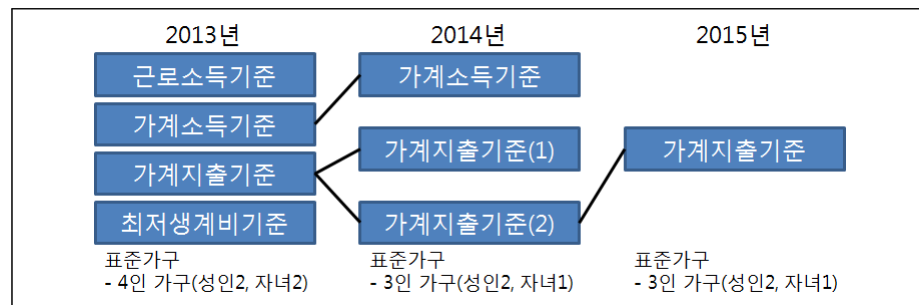 2013년 2014년 2015년
근로소득기준 가계소득기준
가계소득기준
가계지출기준(1) 가계지출기준
가계지출기준
최저생계비기준 가계지출기준(2)
표준가구 표준가구 표준가구
- 4인 가구(성인2, 자녀2) - 3인 가구(성인2, 자녀1) - 3인 가구(성인2, 자녀1)